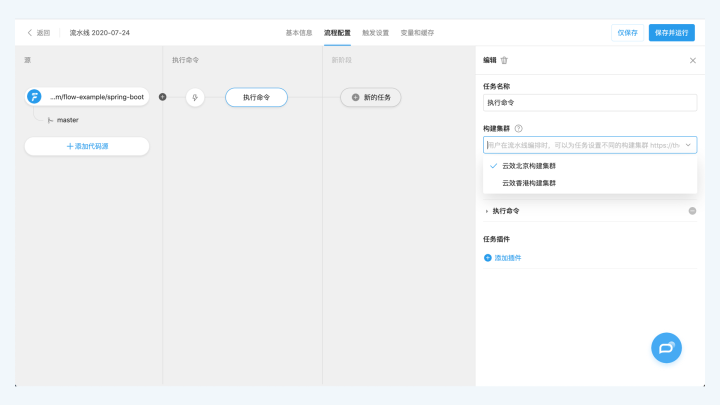 返回
流水线 2020-07-24
基本信息
流程配置
触发设置
变量和缓存
仅保存
保存并运行
源
执行命令
新阶段
...m/flow-example/spring-boot
执行命令
新的任务
master
添加代码源
编辑
任务名称
执行命令
构建集群
用户在流水线编排时，可以为任务设置不同的构建集群 https://th
云效北京构建集群
云效香港构建集群
执行命令
任务插件
添加插件